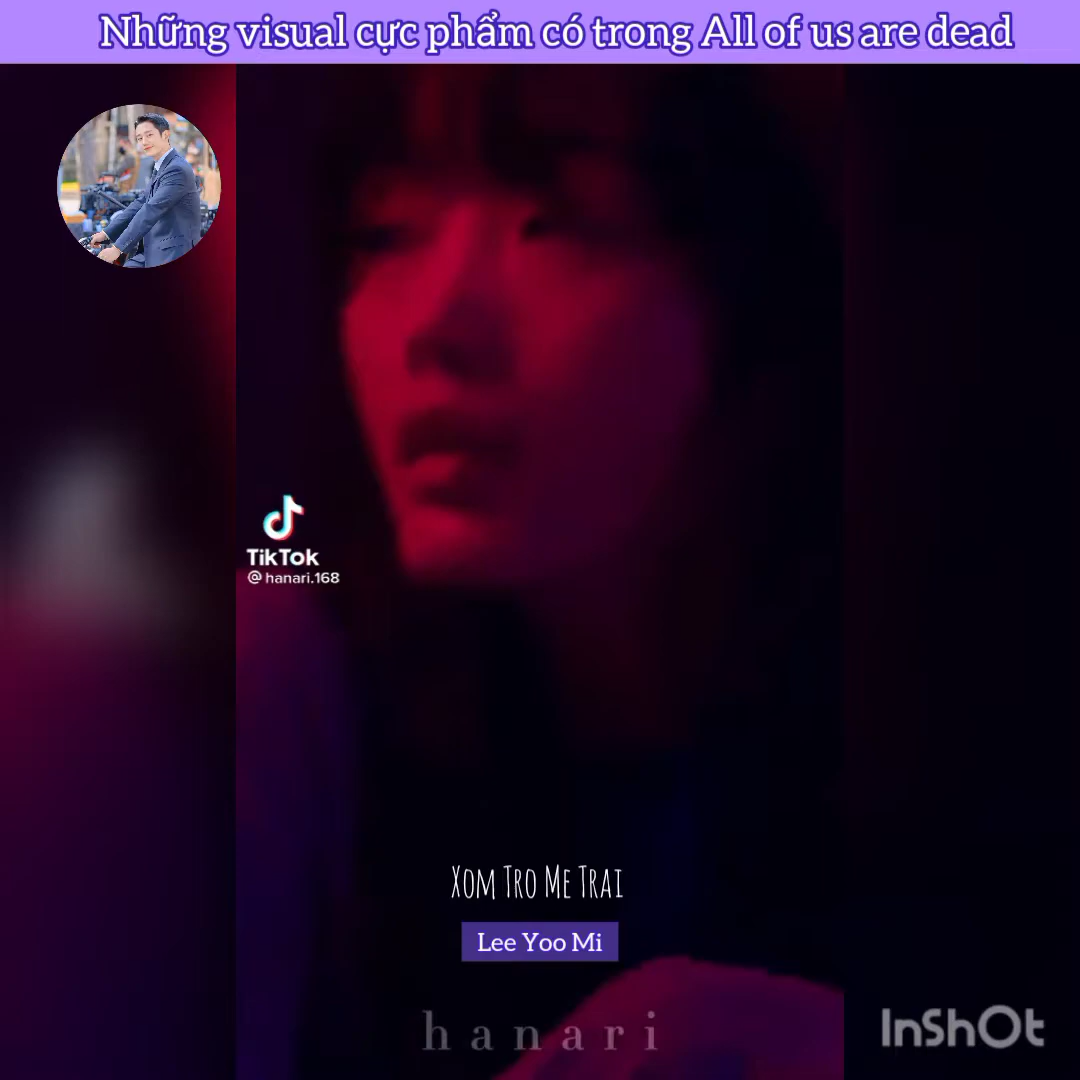 Những visual cực phẩm có trong All of us are dead
TikTok
@hanari.168
Xom Tro Me Trai
Lee Yoo Mi
hanari
InShOt